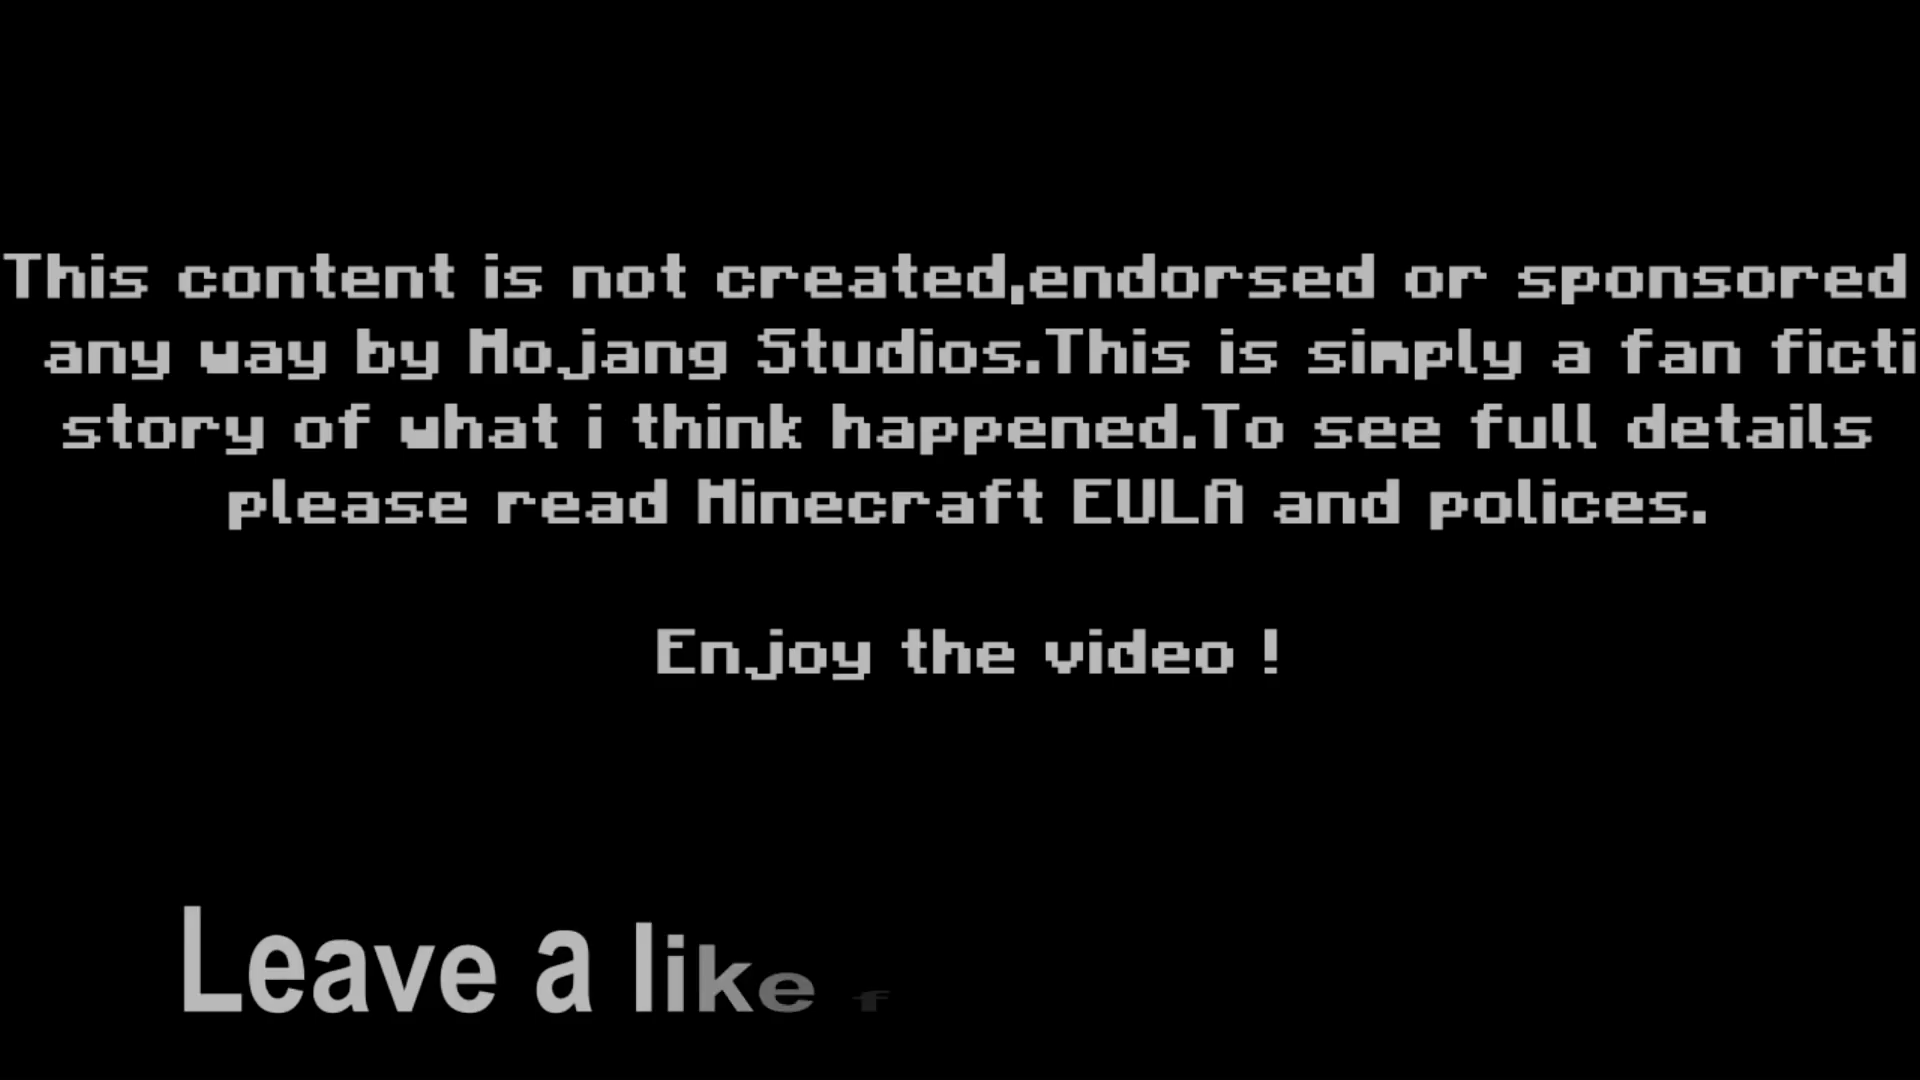 This content is not created,endorsed or sponsored
any way by Mojang Studios.This is simply a fan ficti
story of what i think happened.To see full details
please read Minecraft EULA and polices.
Enjoy the video !
Leave a like f